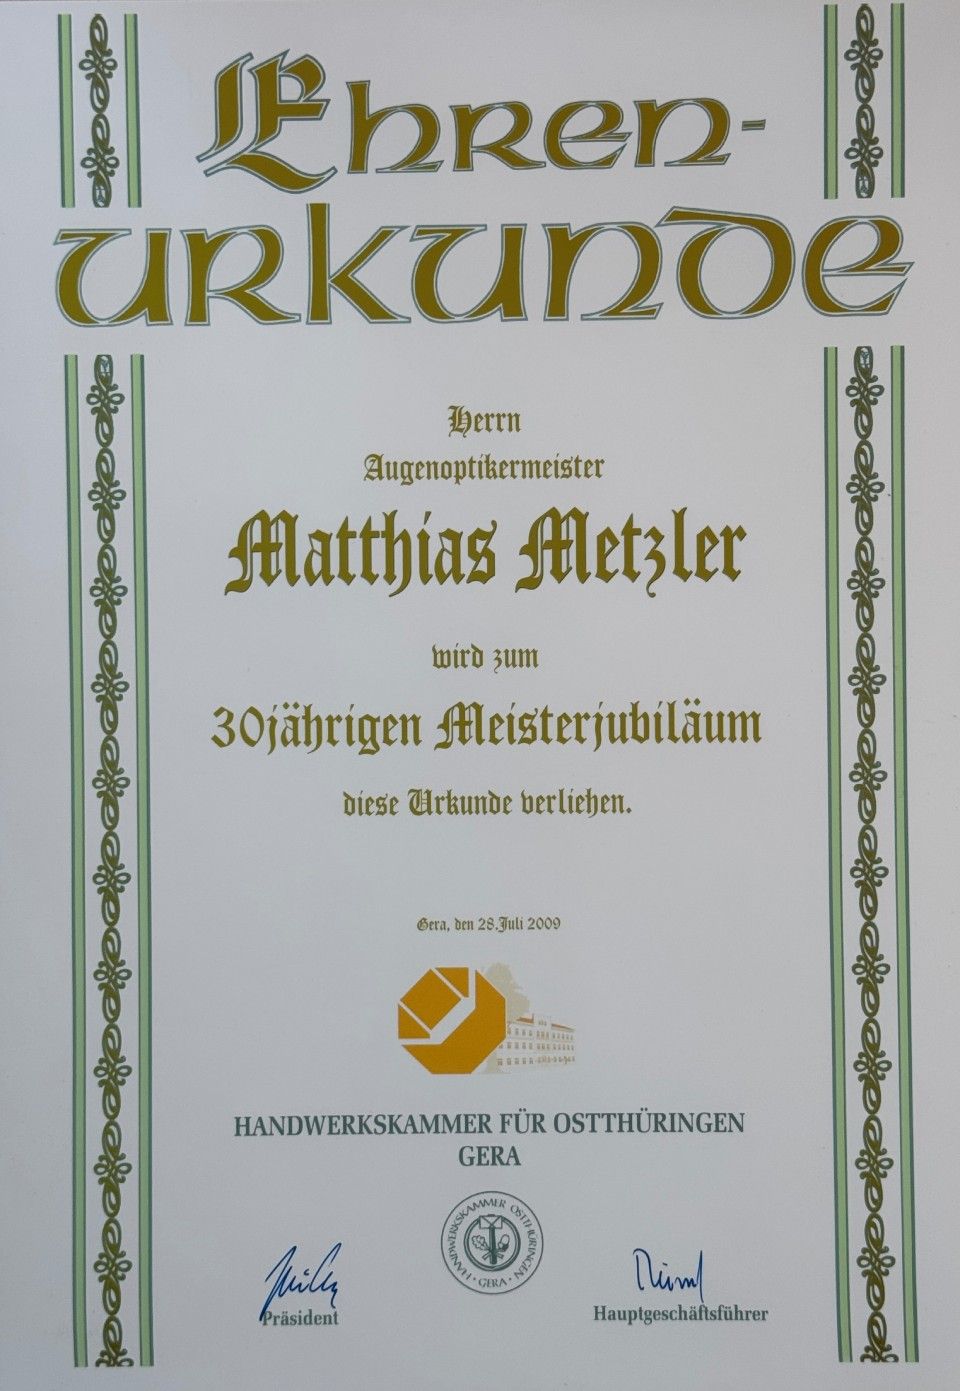 Ehren-
urkunde
Herrn
Augenoptikermeister
Matthias Metzler
wird zum
30jährigen Meisterjubiläum
diese Urkunde verliehen.
Gera, den 28.Juli 2009
HANDWERKSKAMMER FÜR OSTTHÜRINGEN
GERA
HANDWERKSKAMMER OSTTHÜRINGEN · GERA ·
Präsident
Hauptgeschäftsführer